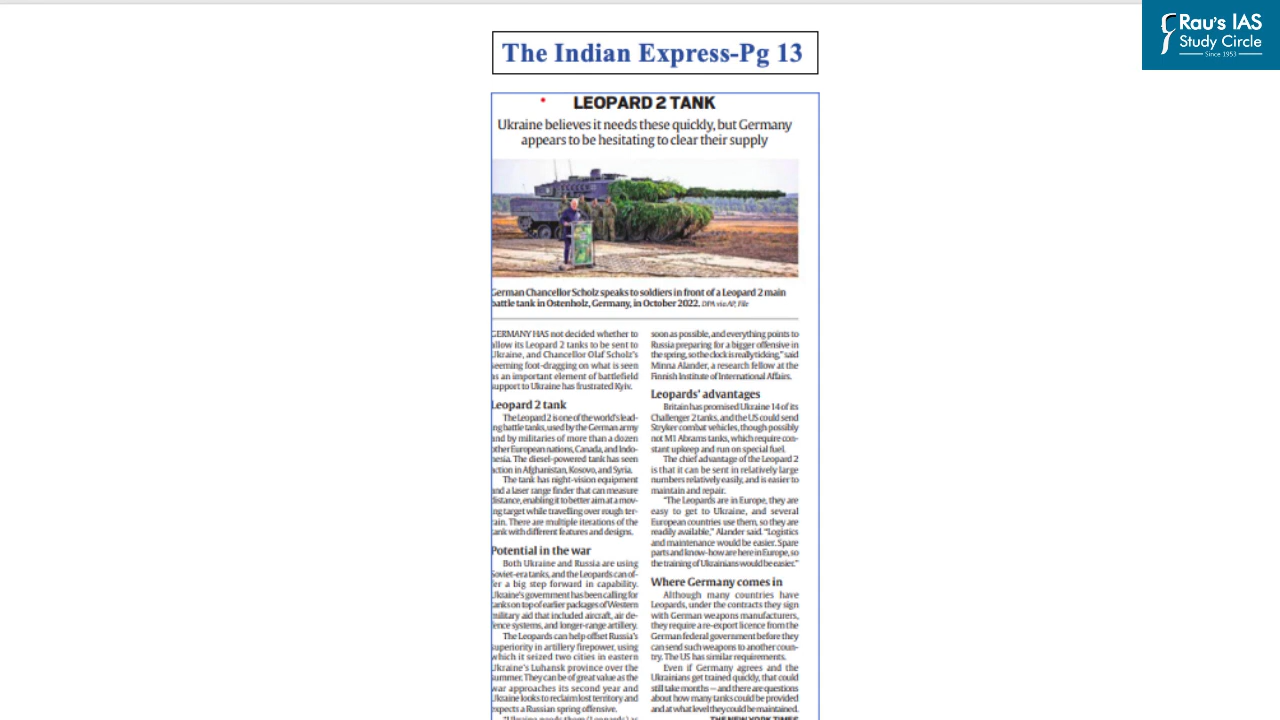 Rau's IAS
Study Circle
Since 1953
The Indian Express-Pg 13
LEOPARD 2 TANK
Ukraine believes it needs these quickly, but Germany
appears to be hesitating to clear their supply
German Chancellor Scholz speaks to soldiers in front of a Leopard 2 main
battle tank in Ostenholz, Germany, in October 2022. DPA via AP, File
GERMANY HAS not decided whether to
allow its Leopard 2 tanks to be sent to
Ukraine, and Chancellor Olaf Scholz's
seeming foot-dragging on what is seen
as an important element of battlefield
support to Ukraine has frustrated Kyiv.
Leopard 2 tank
The Leopard 2 is one of the world's lead-
ing battle tanks, used by the German army
and by militaries of more than a dozen
other European nations, Canada, and Indo-
nesia. The diesel-powered tank has seen
action in Afghanistan, Kosovo, and Syria.
The tank has night-vision equipment
and a laser range finder that can measure
distance, enabling it to better aim at a mov-
ing target while travelling over rough ter-
rain. There are multiple iterations of the
tank with different features and designs.
Potential in the war
Both Ukraine and Russia are using
Soviet-era tanks, and the Leopards can of-
fer a big step forward in capability.
Ukraine's government has been calling for
tanks on top of earlier packages of Western
military aid that included aircraft, air de-
fence systems, and longer-range artillery.
The Leopards can help offset Russia's
superiority in artillery firepower, using
which it seized two cities in eastern
Ukraine's Luhansk province over the
summer. They can be of great value as the
war approaches its second year and
Ukraine looks to reclaim lost territory and
expects a Russian spring offensive.
"Ukraine needs them (Leopards) as
soon as possible, and everything points to
Russia preparing for a bigger offensive in
the spring, so the clock is really ticking," said
Minna Alander, a research fellow at the
Finnish Institute of International Affairs.
Leopards' advantages
Britain has promised Ukraine 14 of its
Challenger 2 tanks, and the US could send
Stryker combat vehicles, though possibly
not M1 Abrams tanks, which require con-
stant upkeep and run on special fuel.
The chief advantage of the Leopard 2
is that it can be sent in relatively large
numbers relatively easily, and is easier to
maintain and repair.
"The Leopards are in Europe, they are
easy to get to Ukraine, and several
European countries use them, so they are
readily available," Alander said. "Logistics
and maintenance would be easier. Spare
parts and know-how are here in Europe, so
the training of Ukrainians would be easier."
Where Germany comes in
Although many countries have
Leopards, under the contracts they sign
with German weapons manufacturers,
they require a re-export licence from the
German federal government before they
can send such weapons to another coun-
try. The US has similar requirements.
Even if Germany agrees and the
Ukrainians get trained quickly, that could
still take months — and there are questions
about how many tanks could be provided
and at what level they could be maintained.
THE NEW YORK TIMES